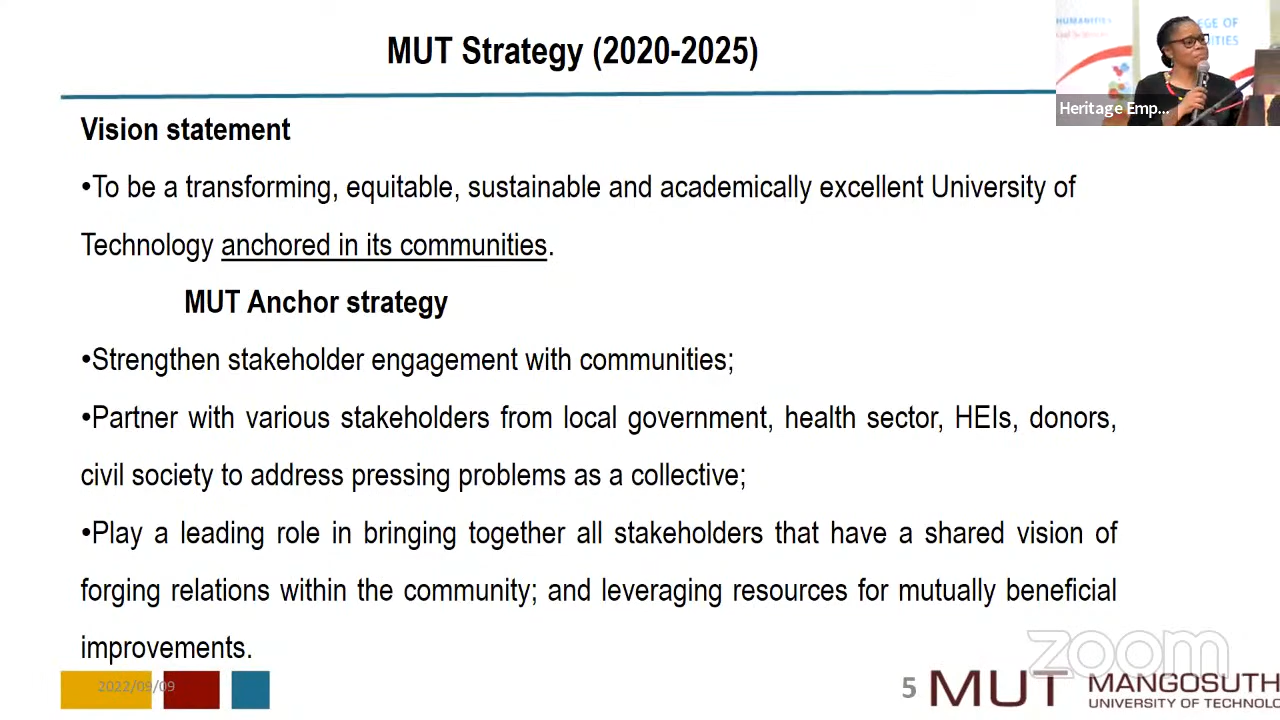 MUT Strategy (2020-2025)
HUMANITIES
EGE OF
ITIES
Heritage Emp...
Vision statement
•To be a transforming, equitable, sustainable and academically excellent University of
Technology anchored in its communities.
MUT Anchor strategy
•Strengthen stakeholder engagement with communities;
•Partner with various stakeholders from local government, health sector, HEIs, donors,
civil society to address pressing problems as a collective;
•Play a leading role in bringing together all stakeholders that have a shared vision of
forging relations within the community; and leveraging resources for mutually beneficial
improvements.
zoom
2022/09/09
5
MUT
MANGOSUTH
UNIVERSITY OF TECHNOLO